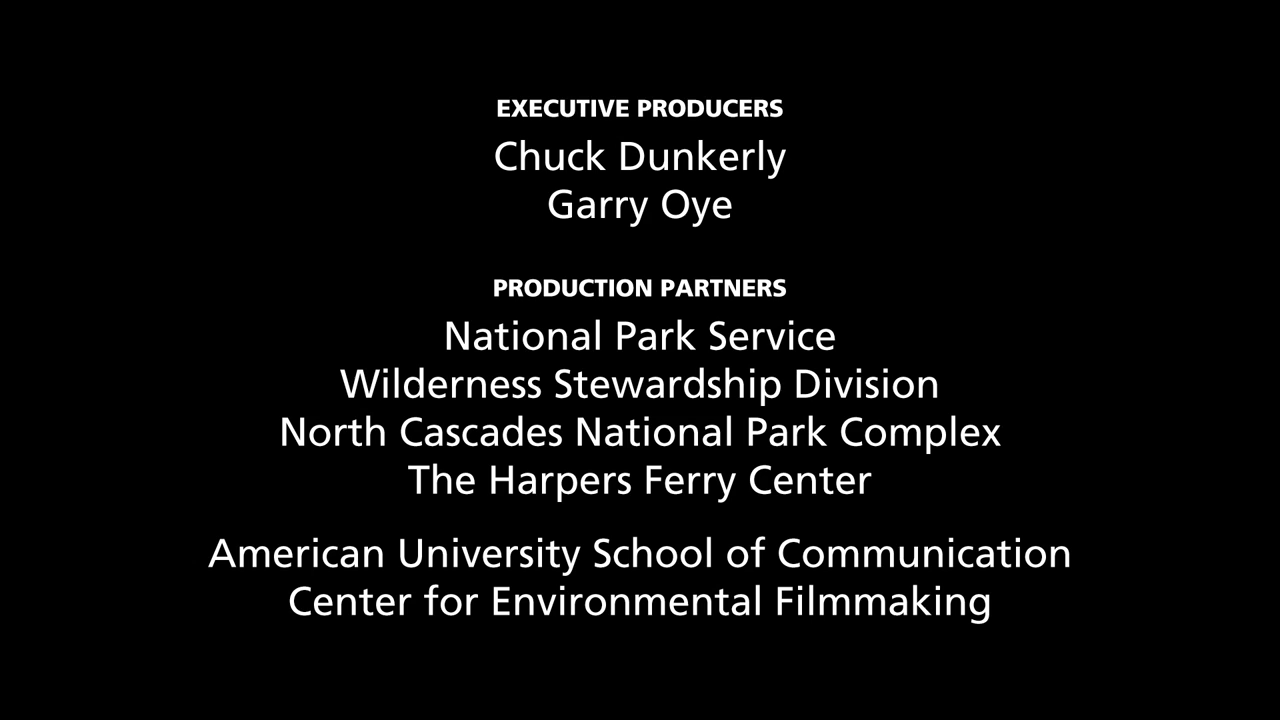 EXECUTIVE PRODUCERS
Chuck Dunkerly
Garry Oye
PRODUCTION PARTNERS
National Park Service
Wilderness Stewardship Division
North Cascades National Park Complex
The Harpers Ferry Center
American University School of Communication
Center for Environmental Filmmaking